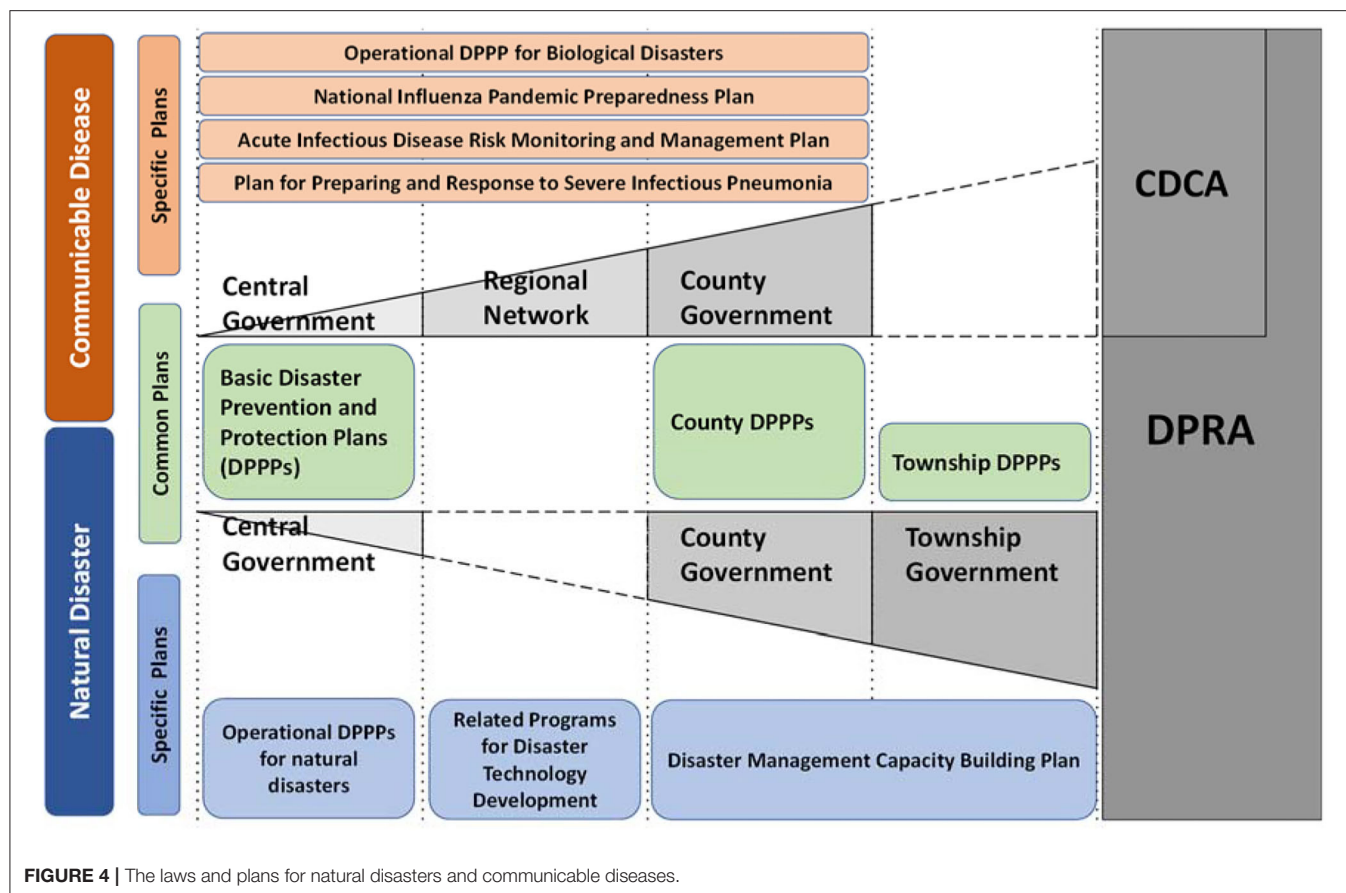 Communicable Disease
Specific Plans
Operational DPPP for Biological Disasters
National Influenza Pandemic Preparedness Plan
Acute Infectious Disease Risk Monitoring and Management Plan
Plan for Preparing and Response to Severe Infectious Pneumonia
Central
Government
Regional
Network
County
Government
CDCA
DPRA
Common Plans
Basic Disaster
Prevention and
Protection Plans
(DPPPs)
County DPPPs
Township DPPPs
Natural Disaster
Central
Government
County
Government
Township
Government
Specific Plans
Operational DPPPs
for natural
disasters
Related Programs
for Disaster
Technology
Development
Disaster Management Capacity Building Plan
FIGURE 4 | The laws and plans for natural disasters and communicable diseases.